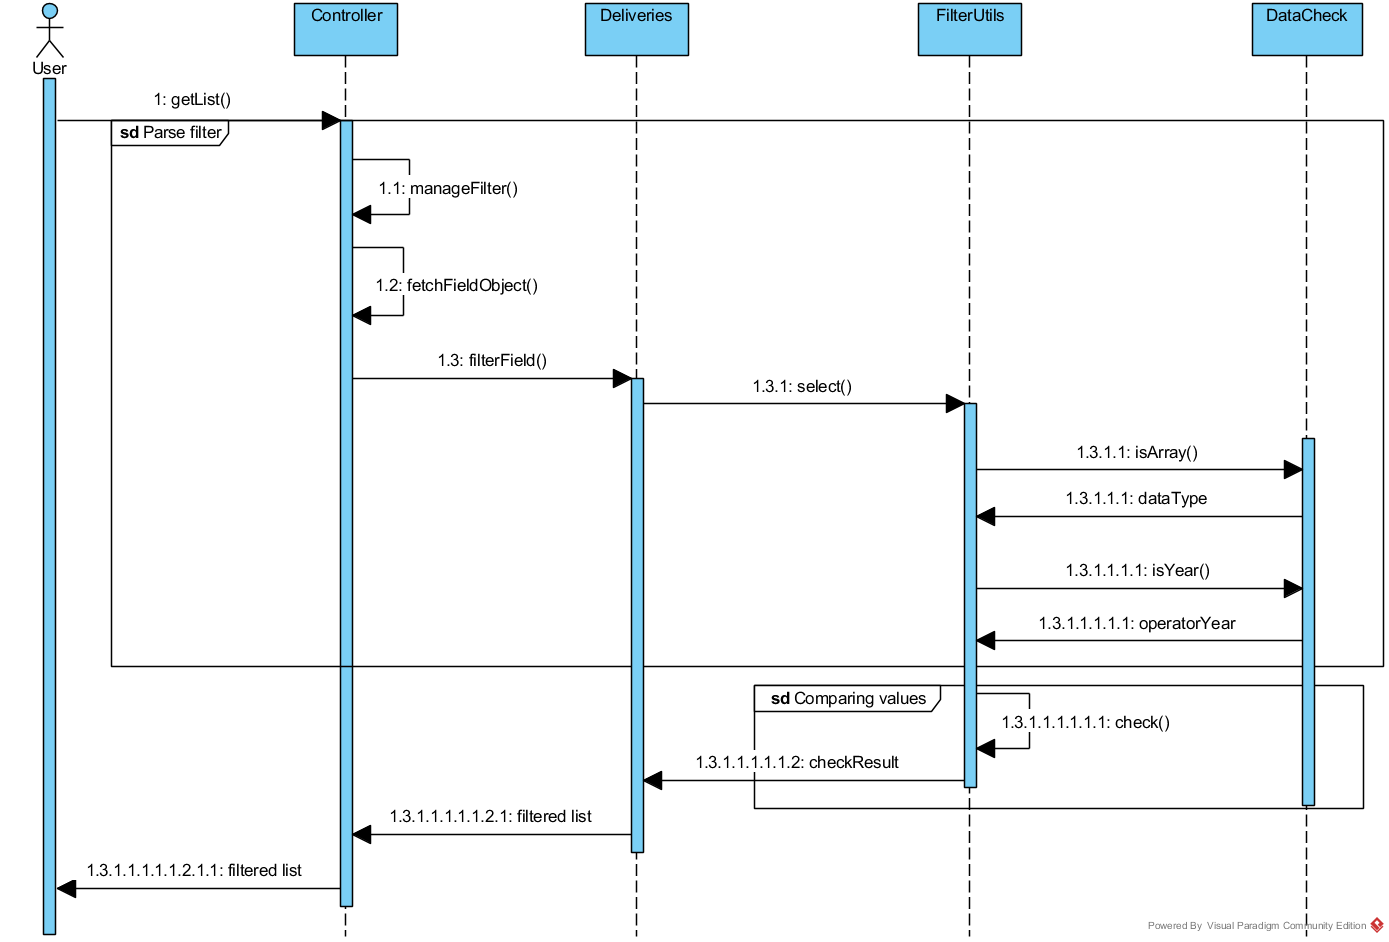 Controller
Deliveries
FilterUtils
DataCheck
User
1: getList()
sd Parse filter
1.1: manageFilter()
1.2: fetchFieldObject()
1.3: filterField()
1.3.1: select()
1.3.1.1: isArray()
1.3.1.1.1: dataType
1.3.1.1.1.1: isYear()
1.3.1.1.1.1.1: operatorYear
sd Comparing values
1.3.1.1.1.1.1.1: check()
1.3.1.1.1.1.1.2: checkResult
1.3.1.1.1.1.1.2.1: filtered list
1.3.1.1.1.1.1.2.1.1: filtered list
Powered By Visual Paradigm Community Edition